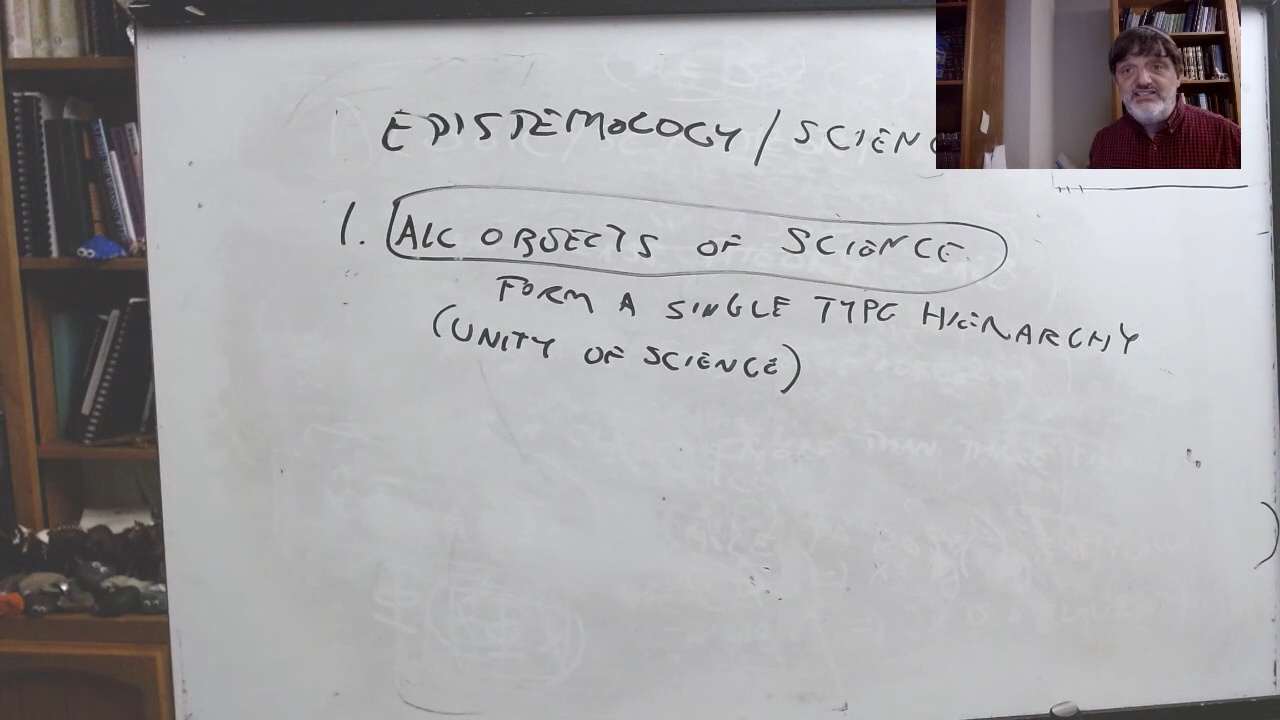 EPISTEMOLOGY/SCIENC
1. ALL OBJECTS OF SCIENCE
FORM A SINGLE TYPE HIERARCHY
(UNITY OF SCIENCE)